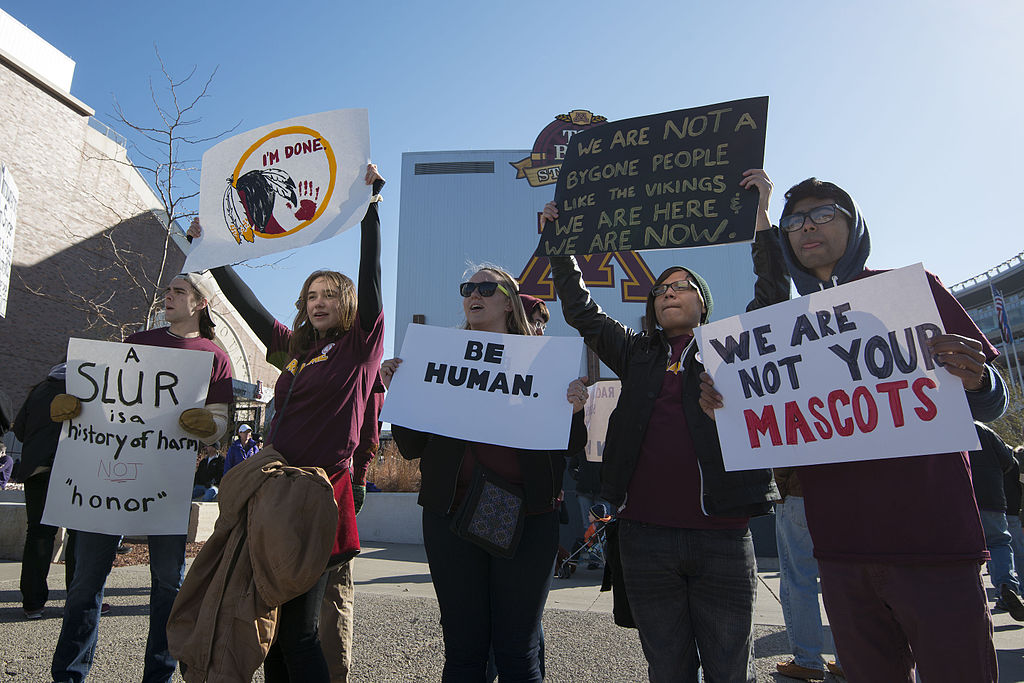 A
SLUR
is a
history of harm
NOT
"honor"
I'M DONE.
BE
HUMAN.
WE ARE NOT A
BYGONE PEOPLE
LIKE THE VIKINGS
WE ARE HERE &
WE ARE NOW.
WE ARE
NOT YOUR
MASCOTS
M